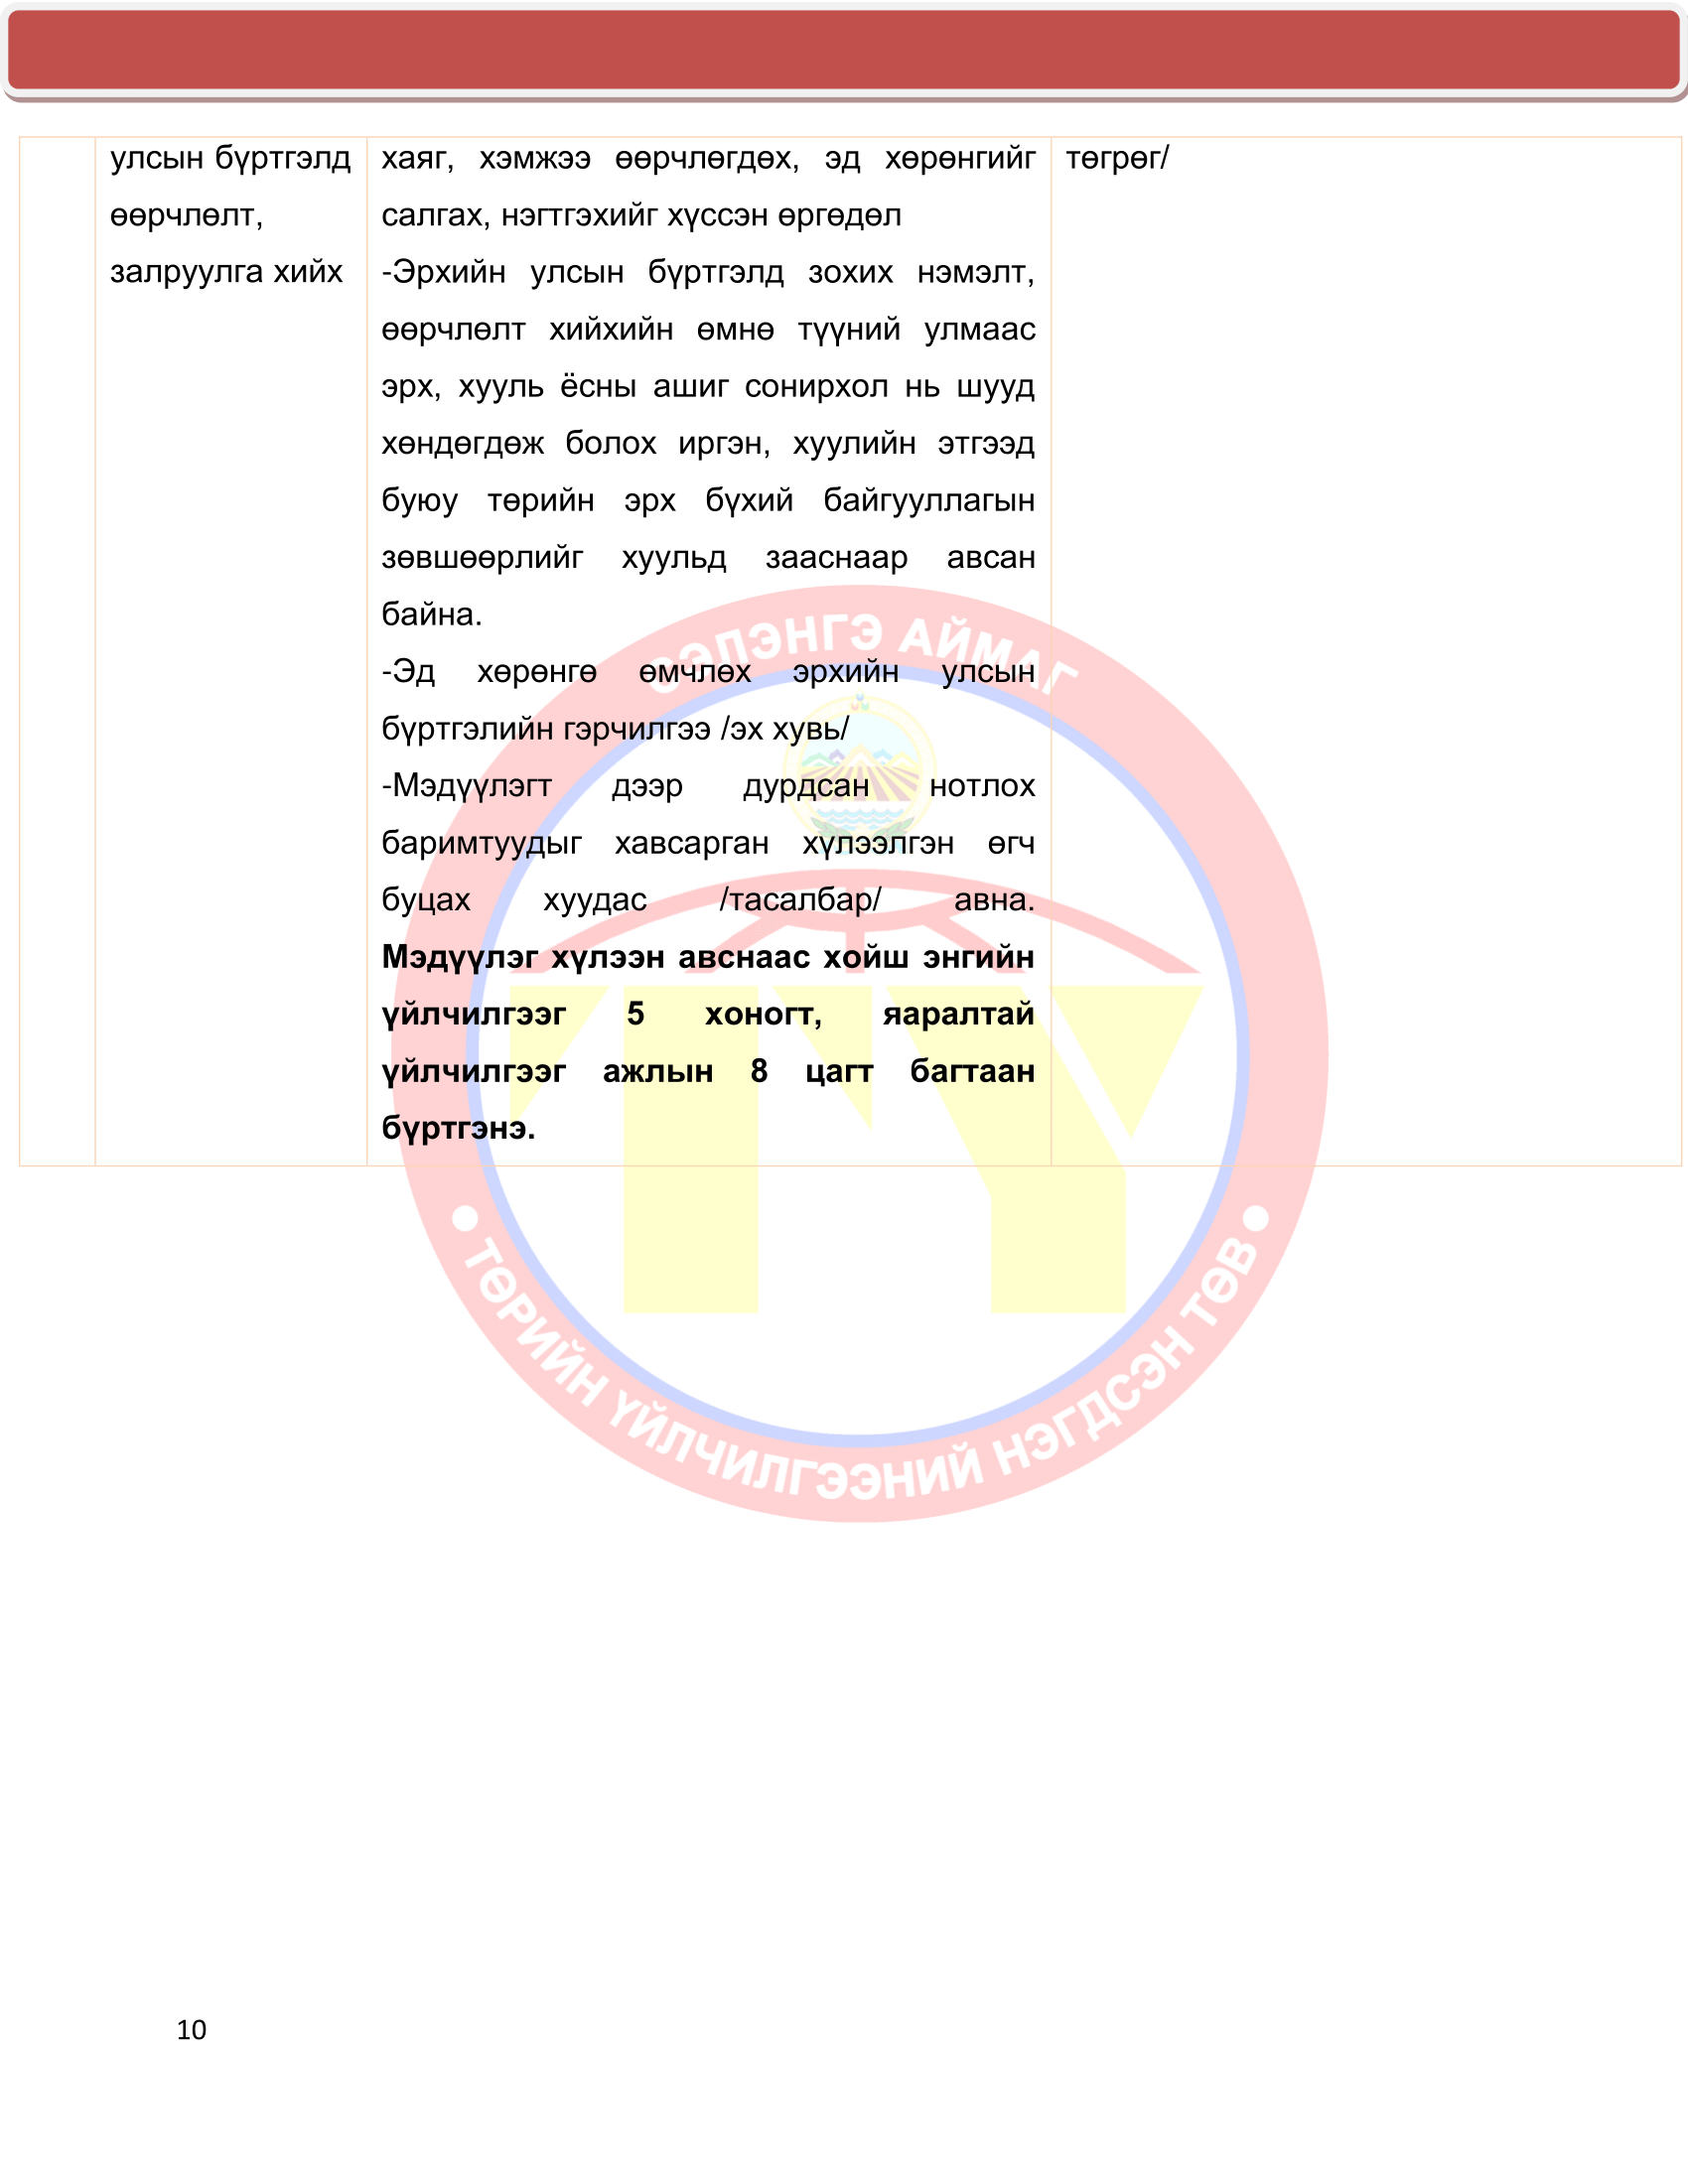 улсын бүртгэлд
өөрчлөлт,
залруулга хийх
хаяг, хэмжээ өөрчлөгдөх, эд хөрөнгийг
салгах, нэгтгэхийг хүссэн өргөдөл
-Эрхийн улсын бүртгэлд зохих нэмэлт,
өөрчлөлт хийхийн өмнө түүний улмаас
эрх, хууль ёсны ашиг сонирхол нь шууд
хөндөгдөж болох иргэн, хуулийн этгээд
буюу төрийн эрх бүхий байгууллагын
зөвшөөрлийг хуульд зааснаар авсан
байна.
-Эд хөрөнгө өмчлөх эрхийн улсын
бүртгэлийн гэрчилгээ /эх хувь/
-Мэдүүлэгт дээр дурдсан нотлох
баримтуудыг хавсарган хүлээлгэн өгч
буцах хуудас /тасалбар/ авна.
Мэдүүлэг хүлээн авснаас хойш энгийн
үйлчилгээг 5 хоногт, яаралтай
үйлчилгээг ажлын 8 цагт багтаан
бүртгэнэ.
төгрөг/
СЭЛЭНГЭ АЙМАГ
• ТӨРИЙН ҮЙЛЧИЛГЭЭНИЙ НЭГДСЭН ТӨВ •
ТҮ
10